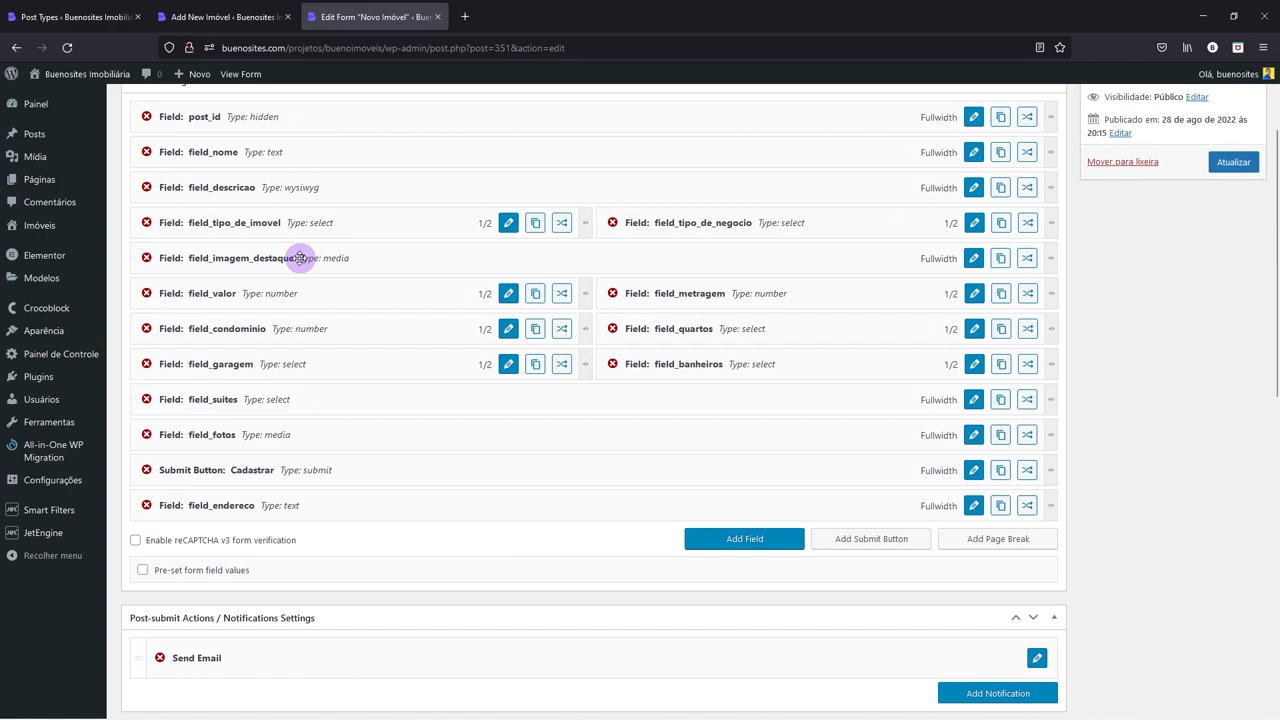 Post Types ‹ Buenosites Imobiliá
Add New Imóvel ‹ Buenosites Im
Edit Form "Novo Imóvel" ‹ Bue
buenosites.com/projetos/buenoimoveis/wp-admin/post.php?post=351&action=edit
Buenosites Imobiliária 0 Novo View Form Olá, buenosites
Painel
Posts
Mídia
Páginas
Comentários
Imóveis
Elementor
Modelos
Crocoblock
Aparência
Painel de Controle
Plugins
Usuários
Ferramentas
All-in-One WP
Migration
Configurações
Smart Filters
JetEngine
Recolher menu
Field: post_id Type: hidden Fullwidth
Field: field_nome Type: text Fullwidth
Field: field_descricao Type: wysiwyg Fullwidth
Field: field_tipo_de_imovel Type: select 1/2 Field: field_tipo_de_negocio Type: select 1/2
Field: field_imagem_destaque Type: media Fullwidth
Field: field_valor Type: number 1/2 Field: field_metragem Type: number 1/2
Field: field_condominio Type: number 1/2 Field: field_quartos Type: select 1/2
Field: field_garagem Type: select 1/2 Field: field_banheiros Type: select 1/2
Field: field_suites Type: select Fullwidth
Field: field_fotos Type: media Fullwidth
Submit Button: Cadastrar Type: submit Fullwidth
Field: field_endereco Type: text Fullwidth
Enable reCAPTCHA v3 form verification Add Field Add Submit Button Add Page Break
Pre-set form field values
Post-submit Actions / Notifications Settings
Send Email
Add Notification
Visibilidade: Público Editar
Publicado em: 28 de ago de 2022 às
20:15 Editar
Mover para lixeira Atualizar